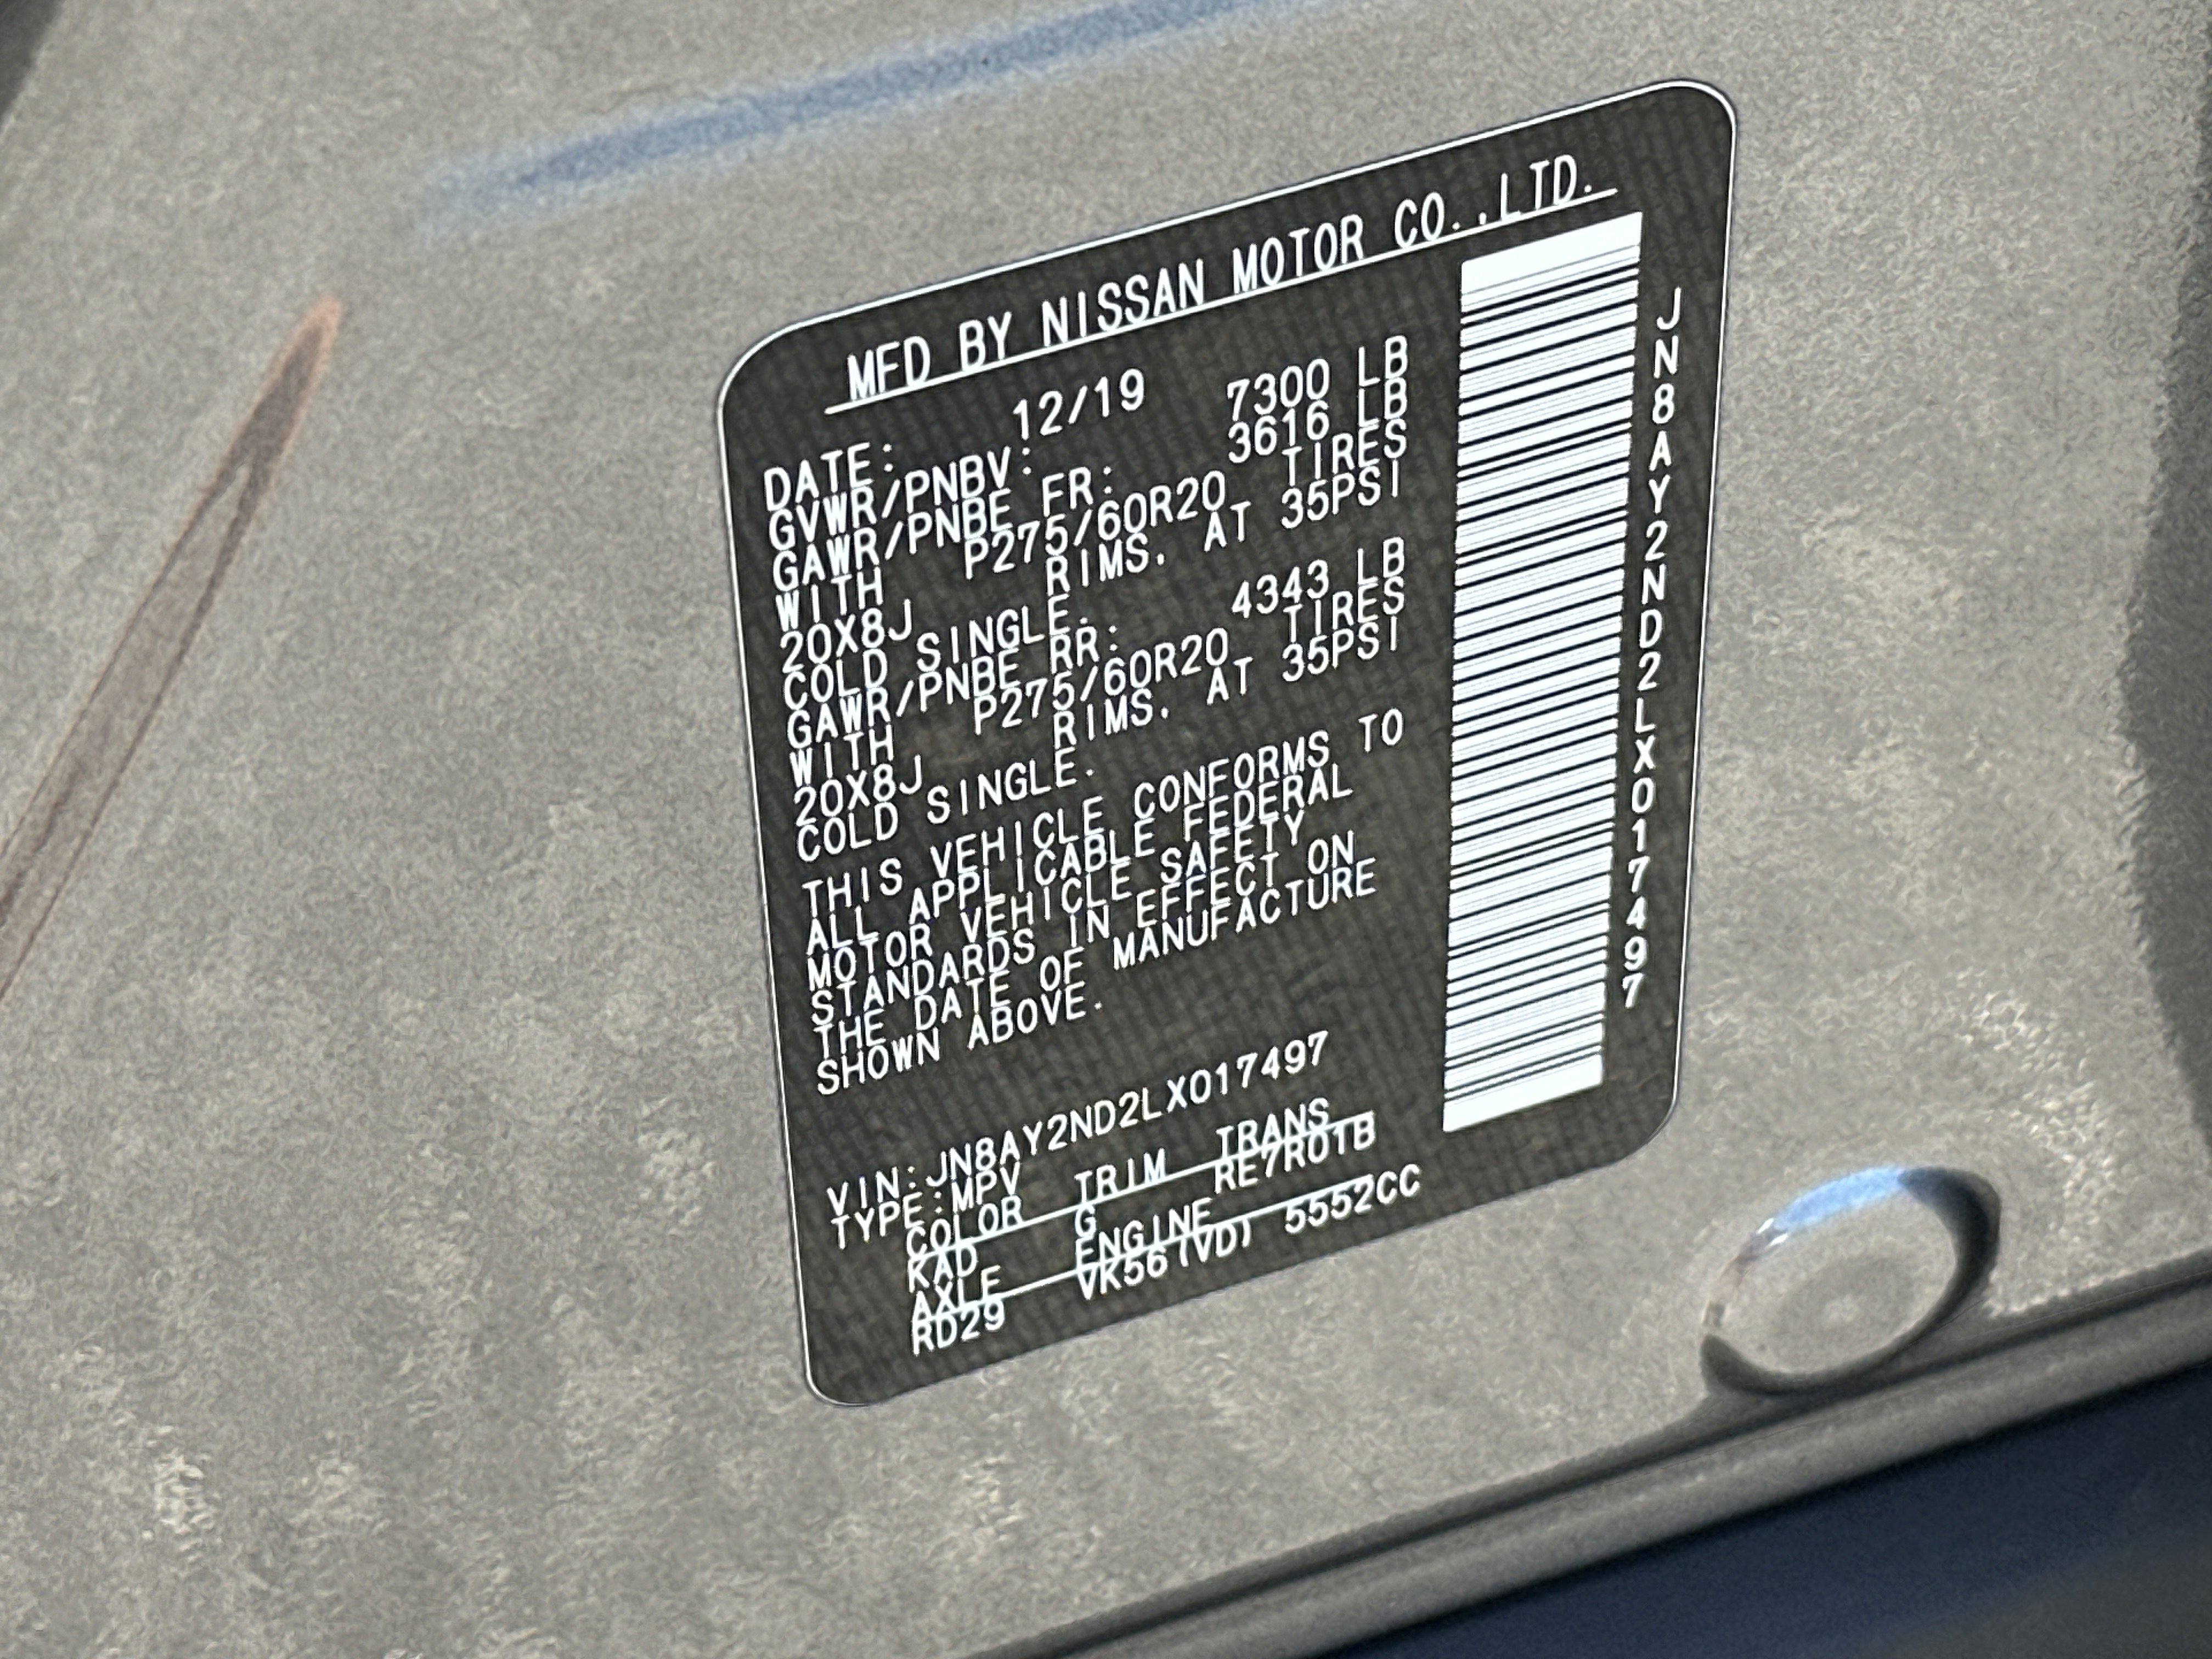 MFD BY NISSAN MOTOR CO.,LTD.
DATE: 12/19
GVWR/PNBV: 7300 LB
GAWR/PNBE FR: 3616 LB
WITH P275/60R20 TIRES
20X8J RIMS. AT 35PSI
COLD SINGLE.
GAWR/PNBE RR: 4343 LB
WITH P275/60R20 TIRES
20X8J RIMS. AT 35PSI
COLD SINGLE.
THIS VEHICLE CONFORMS TO
ALL APPLICABLE FEDERAL
MOTOR VEHICLE SAFETY
STANDARDS IN EFFECT ON
THE DATE OF MANUFACTURE
SHOWN ABOVE.
VIN:JN8AY2ND2LX017497
TYPE:MPV
COLOR TRIM TRANS
KAD G RE7R01B
AXLE ENGINE
RD29 VK56(VD) 5552CC
JN8AY2ND2LX017497